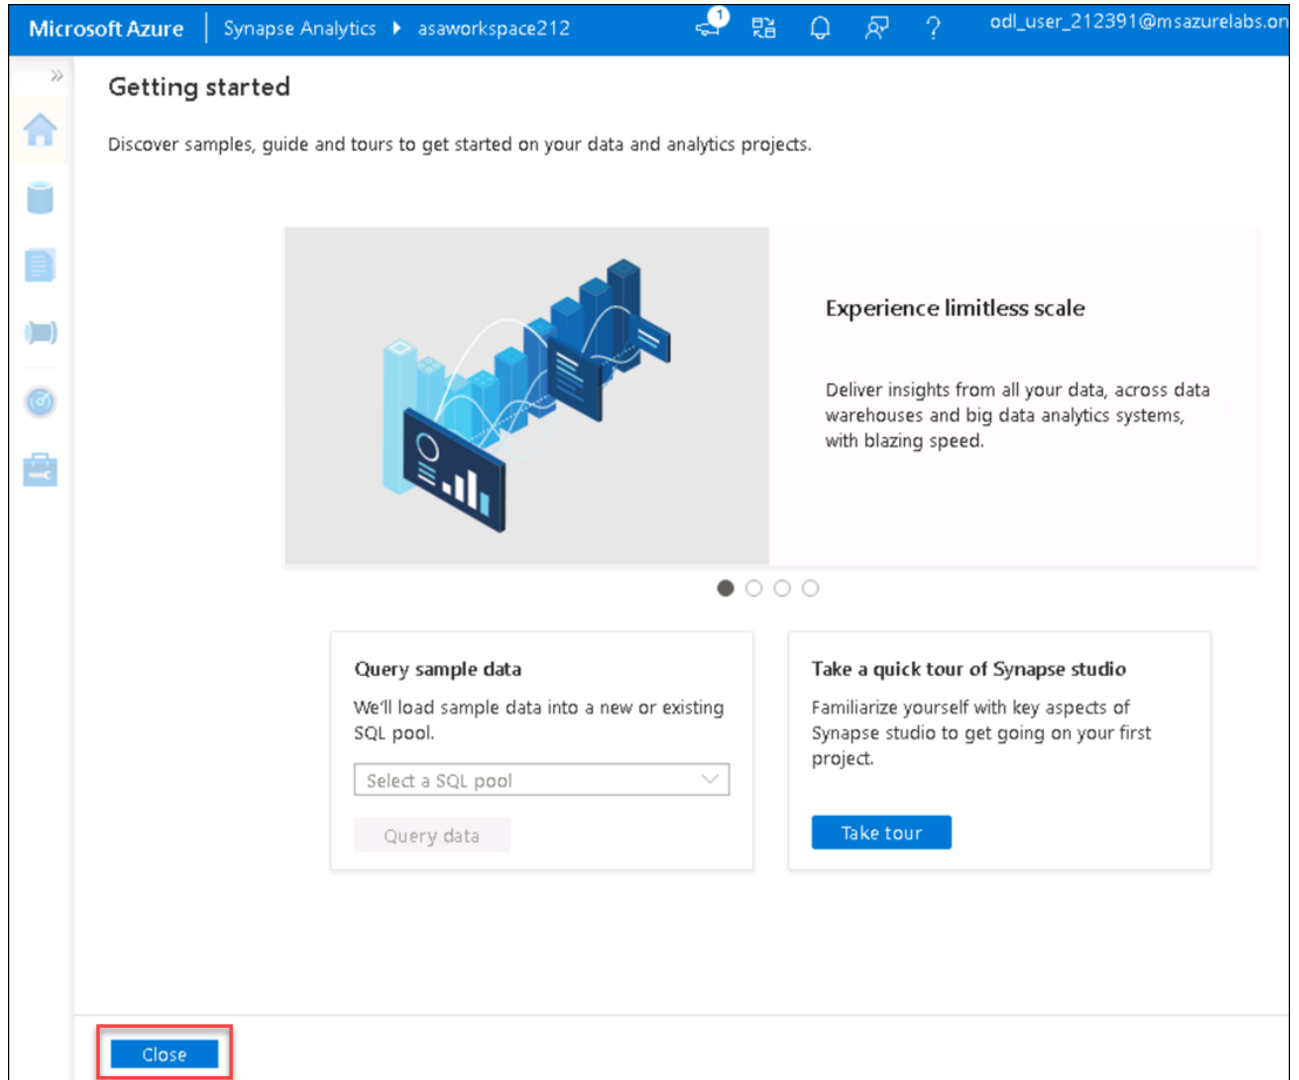 Microsoft Azure
Synapse Analytics
asaworkspace212
1
?
odl_user_212391@msazurelabs.on
Getting started
Discover samples, guide and tours to get started on your data and analytics projects.
Experience limitless scale
Deliver insights from all your data, across data
warehouses and big data analytics systems,
with blazing speed.
Query sample data
We'll load sample data into a new or existing
SQL pool.
Select a SQL pool
Query data
Take a quick tour of Synapse studio
Familiarize yourself with key aspects of
Synapse studio to get going on your first
project.
Take tour
Close